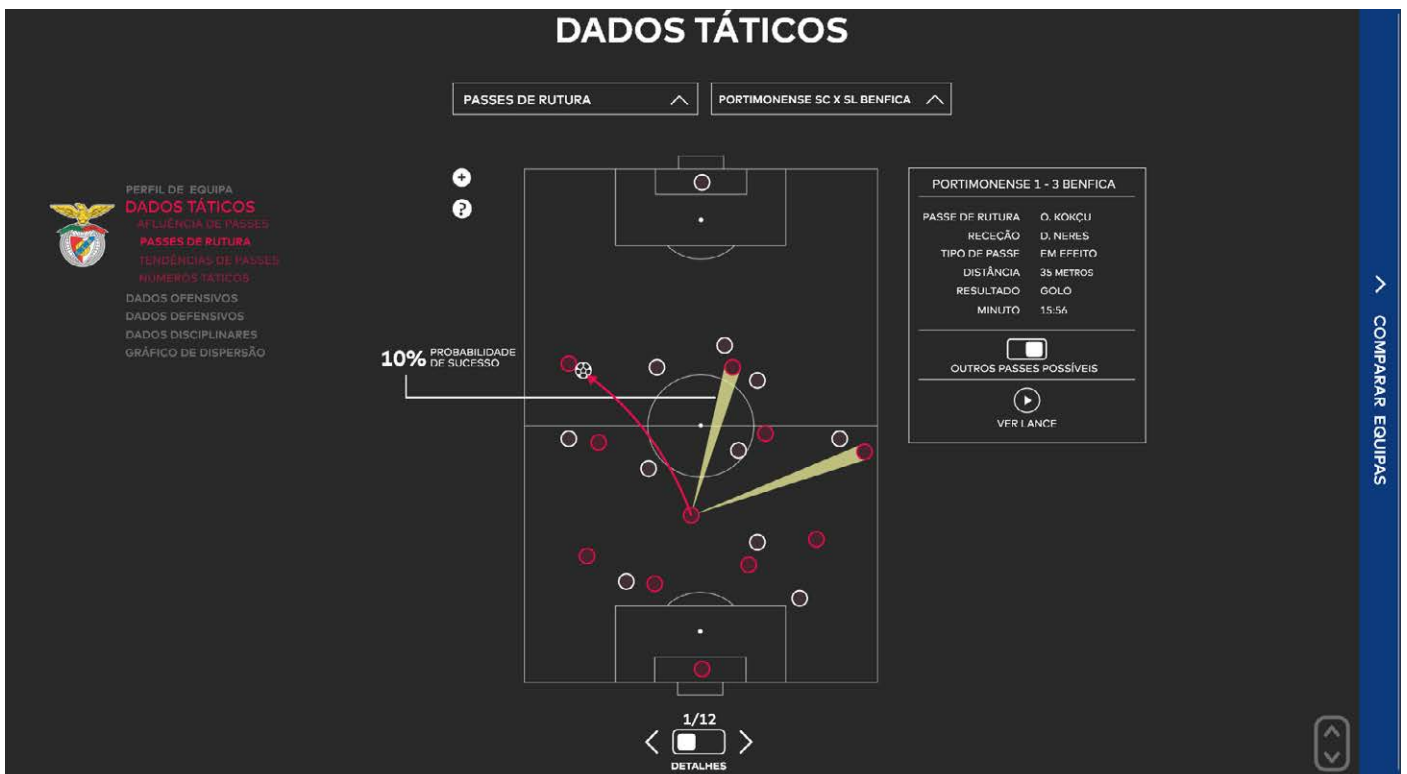 DADOS TÁTICOS
PASSES DE RUTURA
PORTIMONENSE SC X SL BENFICA
PERFIL DE EQUIPA
DADOS TÁTICOS
AFLUÊNCIA DE PASSES
PASSES DE RUTURA
TENDÊNCIAS DE PASSES
NÚMEROS TÁTICOS
DADOS OFENSIVOS
DADOS DEFENSIVOS
DADOS DISCIPLINARES
GRÁFICO DE DISPERSÃO
+
?
10% PROBABILIDADE
DE SUCESSO
PORTIMONENSE 1 - 3 BENFICA
PASSE DE RUTURA O. KOKÇU
RECEÇÃO D. NERES
TIPO DE PASSE EM EFEITO
DISTÂNCIA 35 METROS
RESULTADO GOLO
MINUTO 15:56
OUTROS PASSES POSSÍVEIS
VER LANCE
1/12
DETALHES
COMPARAR EQUIPAS